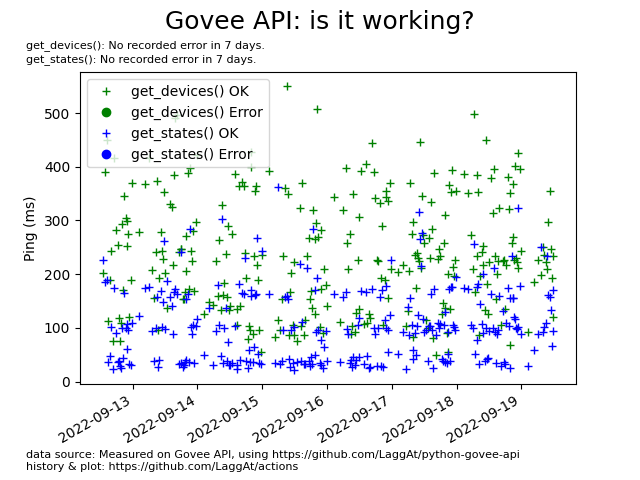 Govee API: is it working?
get_devices(): No recorded error in 7 days.
get_states(): No recorded error in 7 days.
get_devices() OK
get_devices() Error
get_states() OK
get_states() Error
Ping (ms)
500
400
300
200
100
0
2022-09-13
2022-09-14
2022-09-15
2022-09-16
2022-09-17
2022-09-18
2022-09-19
data source: Measured on Govee API, using https://github.com/LaggAt/python-govee-api
history & plot: https://github.com/LaggAt/actions